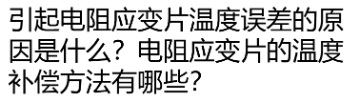 引起电阻应变片温度误差的原
因是什么？电阻应变片的温度
补偿方法有哪些？